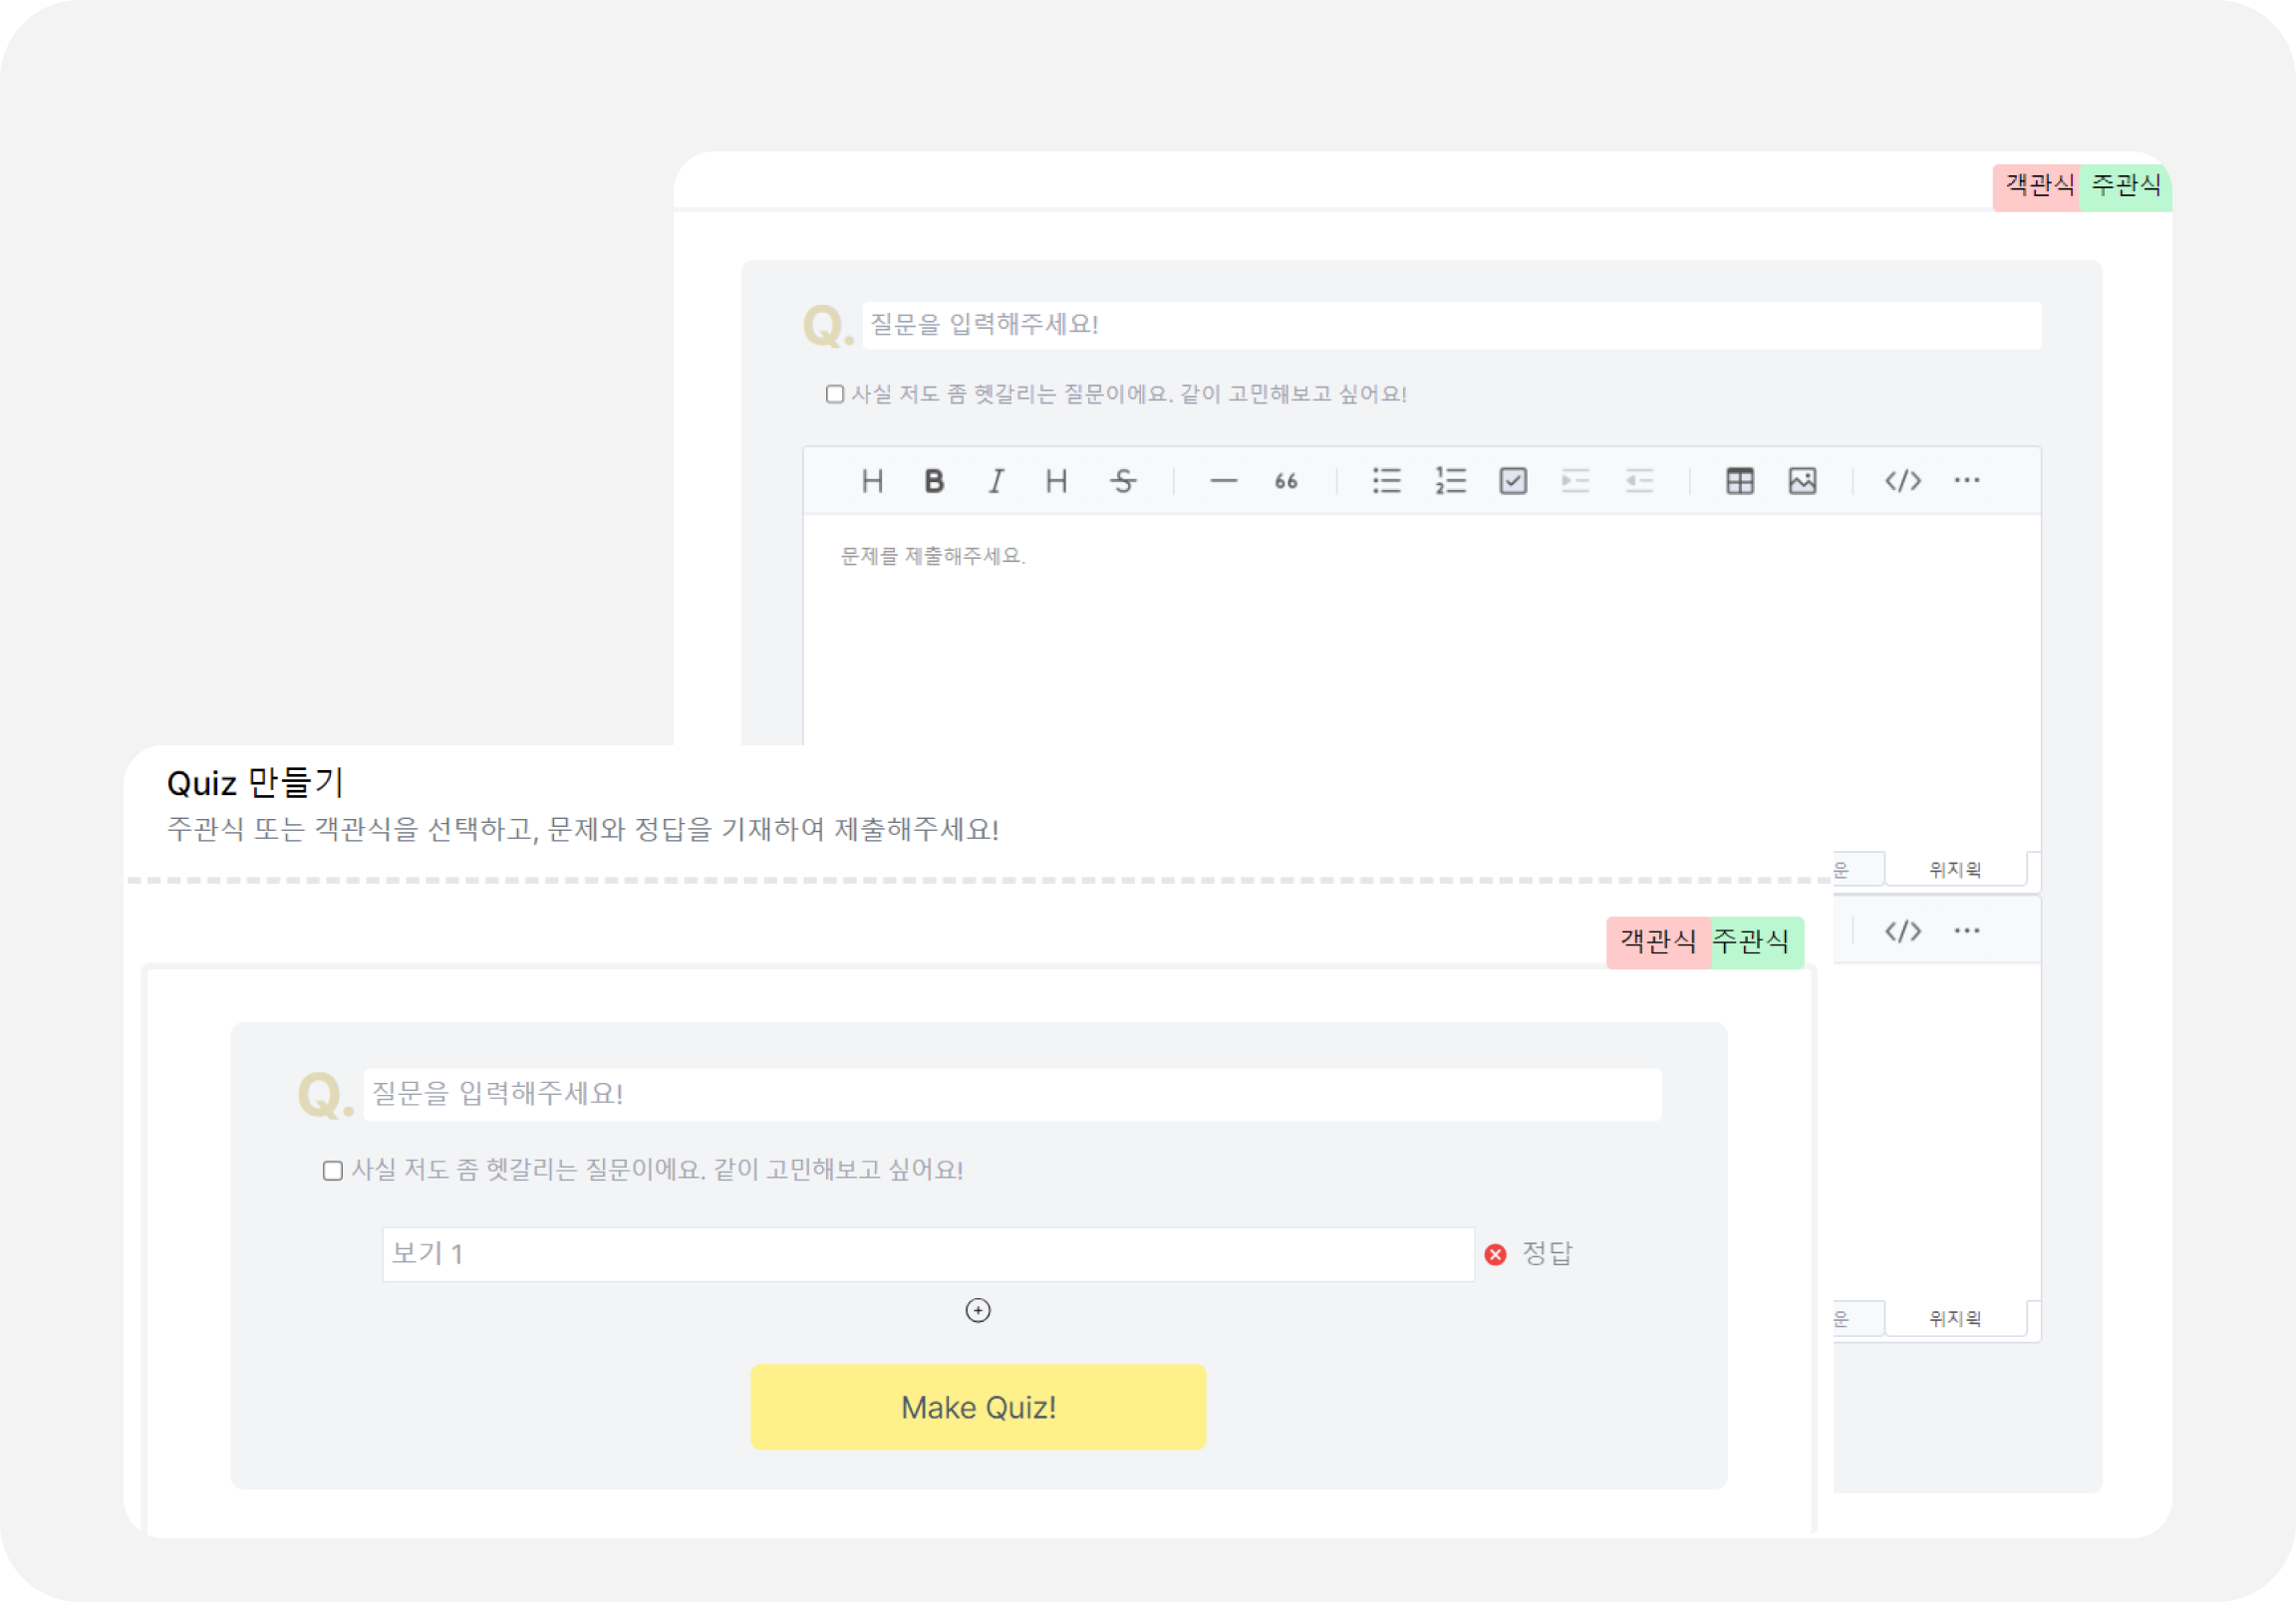 객관식 주관식
Q. 질문을 입력해주세요!
사실 저도 좀 헷갈리는 질문이에요. 같이 고민해보고 싶어요!
H B I H S — 66 </> ···
문제를 제출해주세요.
운 위지윅
</> ···
운 위지윅
Quiz 만들기
주관식 또는 객관식을 선택하고, 문제와 정답을 기재하여 제출해주세요!
객관식 주관식
Q. 질문을 입력해주세요!
사실 저도 좀 헷갈리는 질문이에요. 같이 고민해보고 싶어요!
보기 1 정답
Make Quiz!